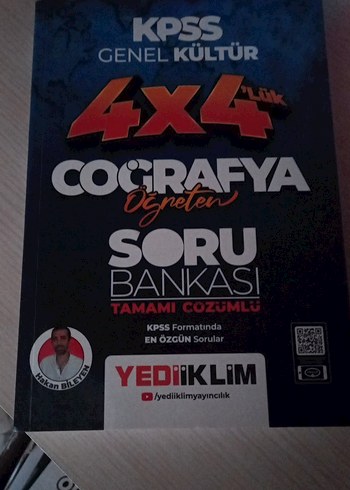 KPSS
GENEL KÜLTÜR
4x4'lük
COĞRAFYA
Öğreten
SORU
BANKASI
TAMAMI ÇÖZÜMLÜ
KPSS Formatında
EN ÖZGÜN Sorular
Hakan BİLEYEN
YEDİİKLİM
/yediiklimyayıncılık